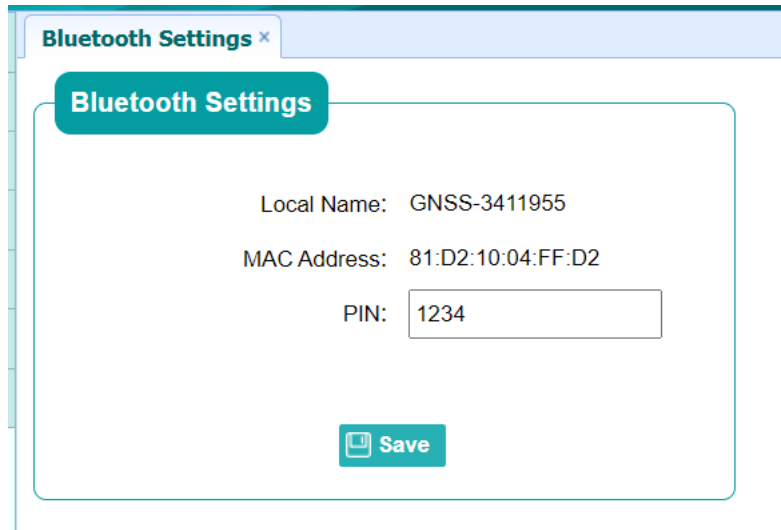 Bluetooth Settings ×
Bluetooth Settings
Local Name: GNSS-3411955
MAC Address: 81:D2:10:04:FF:D2
PIN: 1234
Save